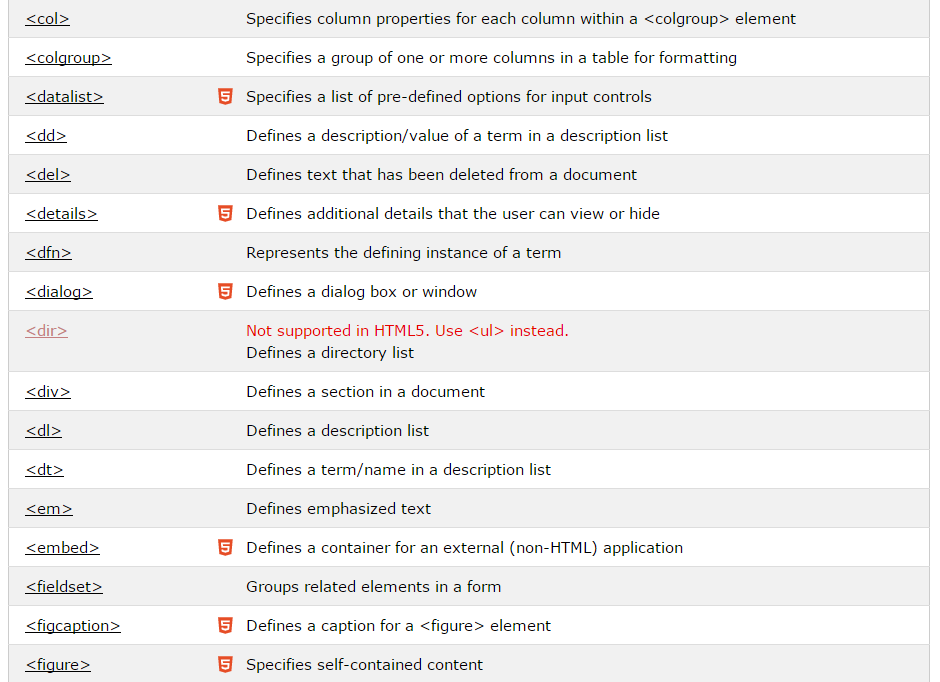 <col> Specifies column properties for each column within a <colgroup> element
<colgroup> Specifies a group of one or more columns in a table for formatting
<datalist> 5 Specifies a list of pre-defined options for input controls
<dd> Defines a description/value of a term in a description list
<del> Defines text that has been deleted from a document
<details> 5 Defines additional details that the user can view or hide
<dfn> Represents the defining instance of a term
<dialog> 5 Defines a dialog box or window
<dir> Not supported in HTML5. Use <ul> instead.
Defines a directory list
<div> Defines a section in a document
<dl> Defines a description list
<dt> Defines a term/name in a description list
<em> Defines emphasized text
<embed> 5 Defines a container for an external (non-HTML) application
<fieldset> Groups related elements in a form
<figcaption> 5 Defines a caption for a <figure> element
<figure> 5 Specifies self-contained content